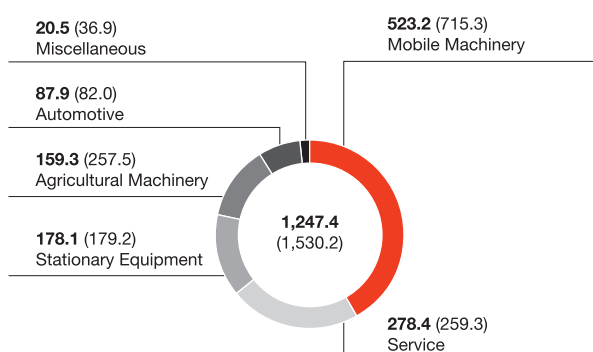 20.5 (36.9)
Miscellaneous
523.2 (715.3)
Mobile Machinery
87.9 (82.0)
Automotive
159.3 (257.5)
Agricultural Machinery
1,247.4
(1,530.2)
178.1 (179.2)
Stationary Equipment
278.4 (259.3)
Service